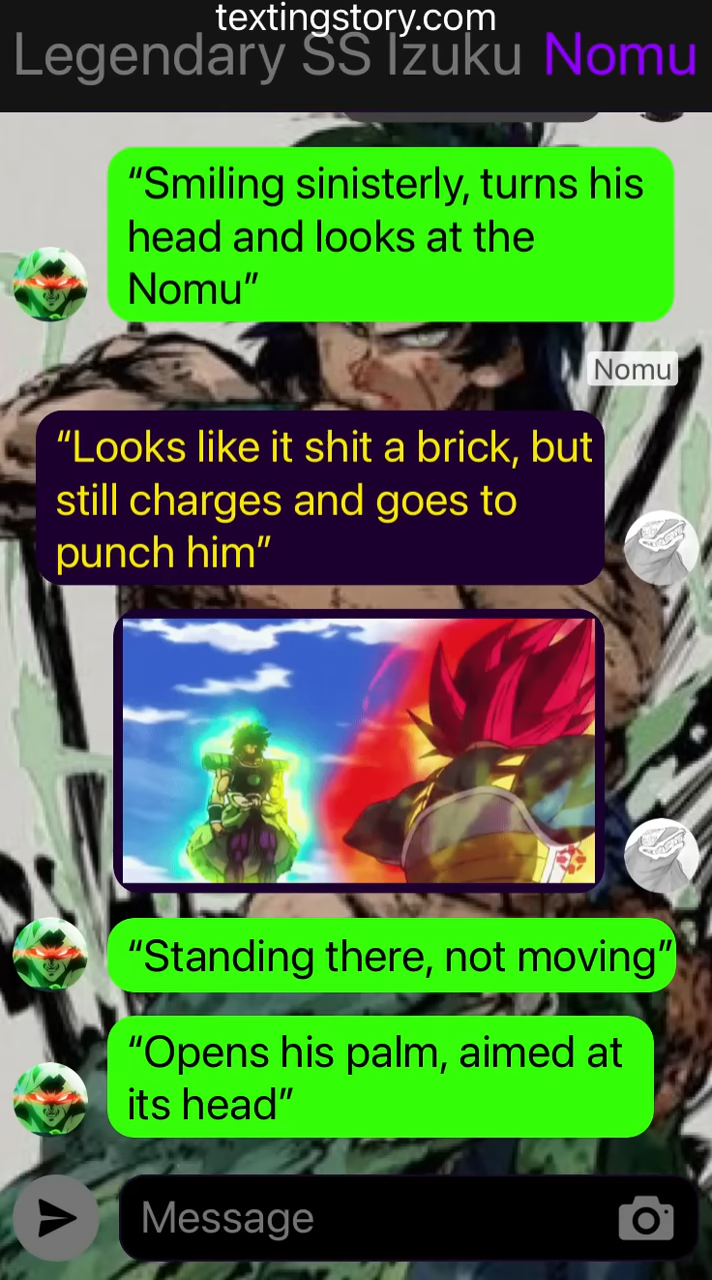 textingstory.com
Legendary SS Izuku Nomu
“Smiling sinisterly, turns his
head and looks at the
Nomu”
Nomu
“Looks like it shit a brick, but
still charges and goes to
punch him”
“Standing there, not moving”
“Opens his palm, aimed at
its head”
Message